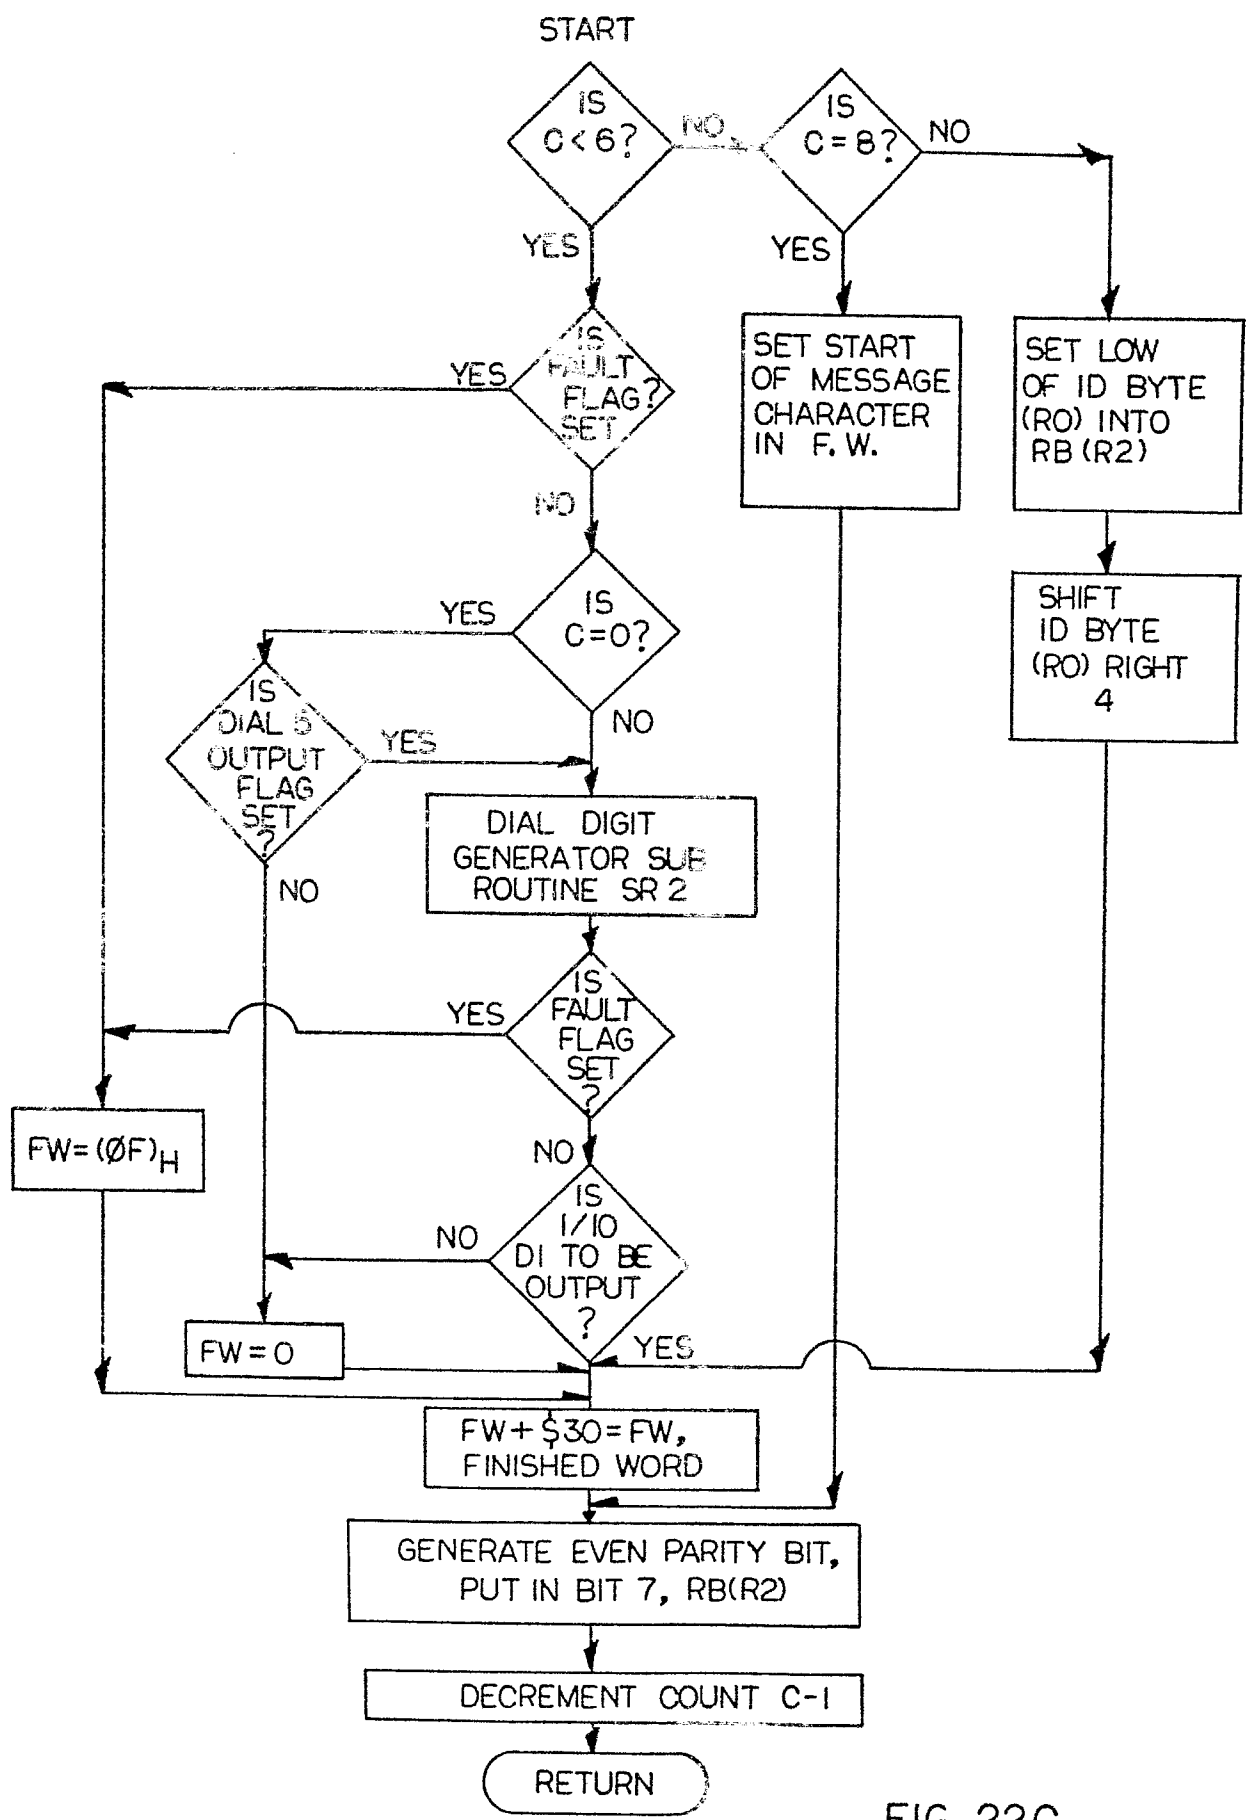 START
IS
C < 6?
NO
IS
C = 8?
NO
YES
YES
IS
FAULT
FLAG?
SET
YES
SET START
OF MESSAGE
CHARACTER
IN F.W.
SET LOW
OF ID BYTE
(RO) INTO
RB (R2)
NO
IS
C=0?
YES
SHIFT
ID BYTE
(RO) RIGHT
4
NO
IS
DIAL 5
OUTPUT
FLAG
SET
?
YES
NO
DIAL DIGIT
GENERATOR SUB
ROUTINE SR 2
IS
FAULT
FLAG
SET
?
YES
FW=(ØF)H
NO
IS
1/10
DI TO BE
OUTPUT
?
NO
FW=0
YES
FW+$30=FW,
FINISHED WORD
GENERATE EVEN PARITY BIT,
PUT IN BIT 7, RB(R2)
DECREMENT COUNT C-1
RETURN
FIG. 22C